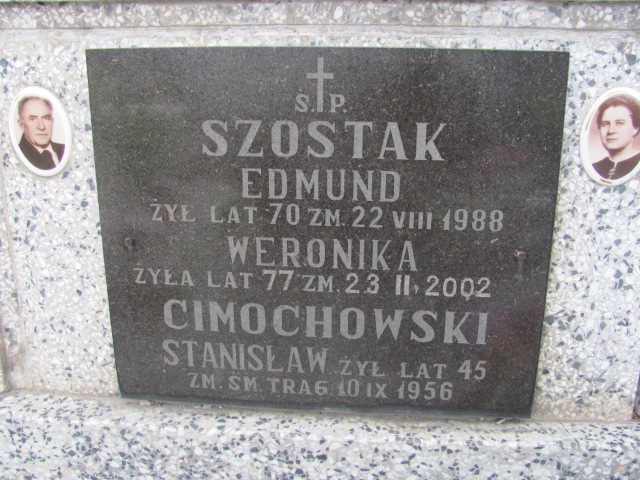 Ś.P.
SZOSTAK
EDMUND
ŻYŁ LAT 70 ZM. 22 VIII 1988
WERONIKA
ŻYŁA LAT 77 ZM. 23 II 2002
CIMOCHOWSKI
STANISŁAW ŻYŁ LAT 45
ZM. ŚM. TRAG 10 IX 1956